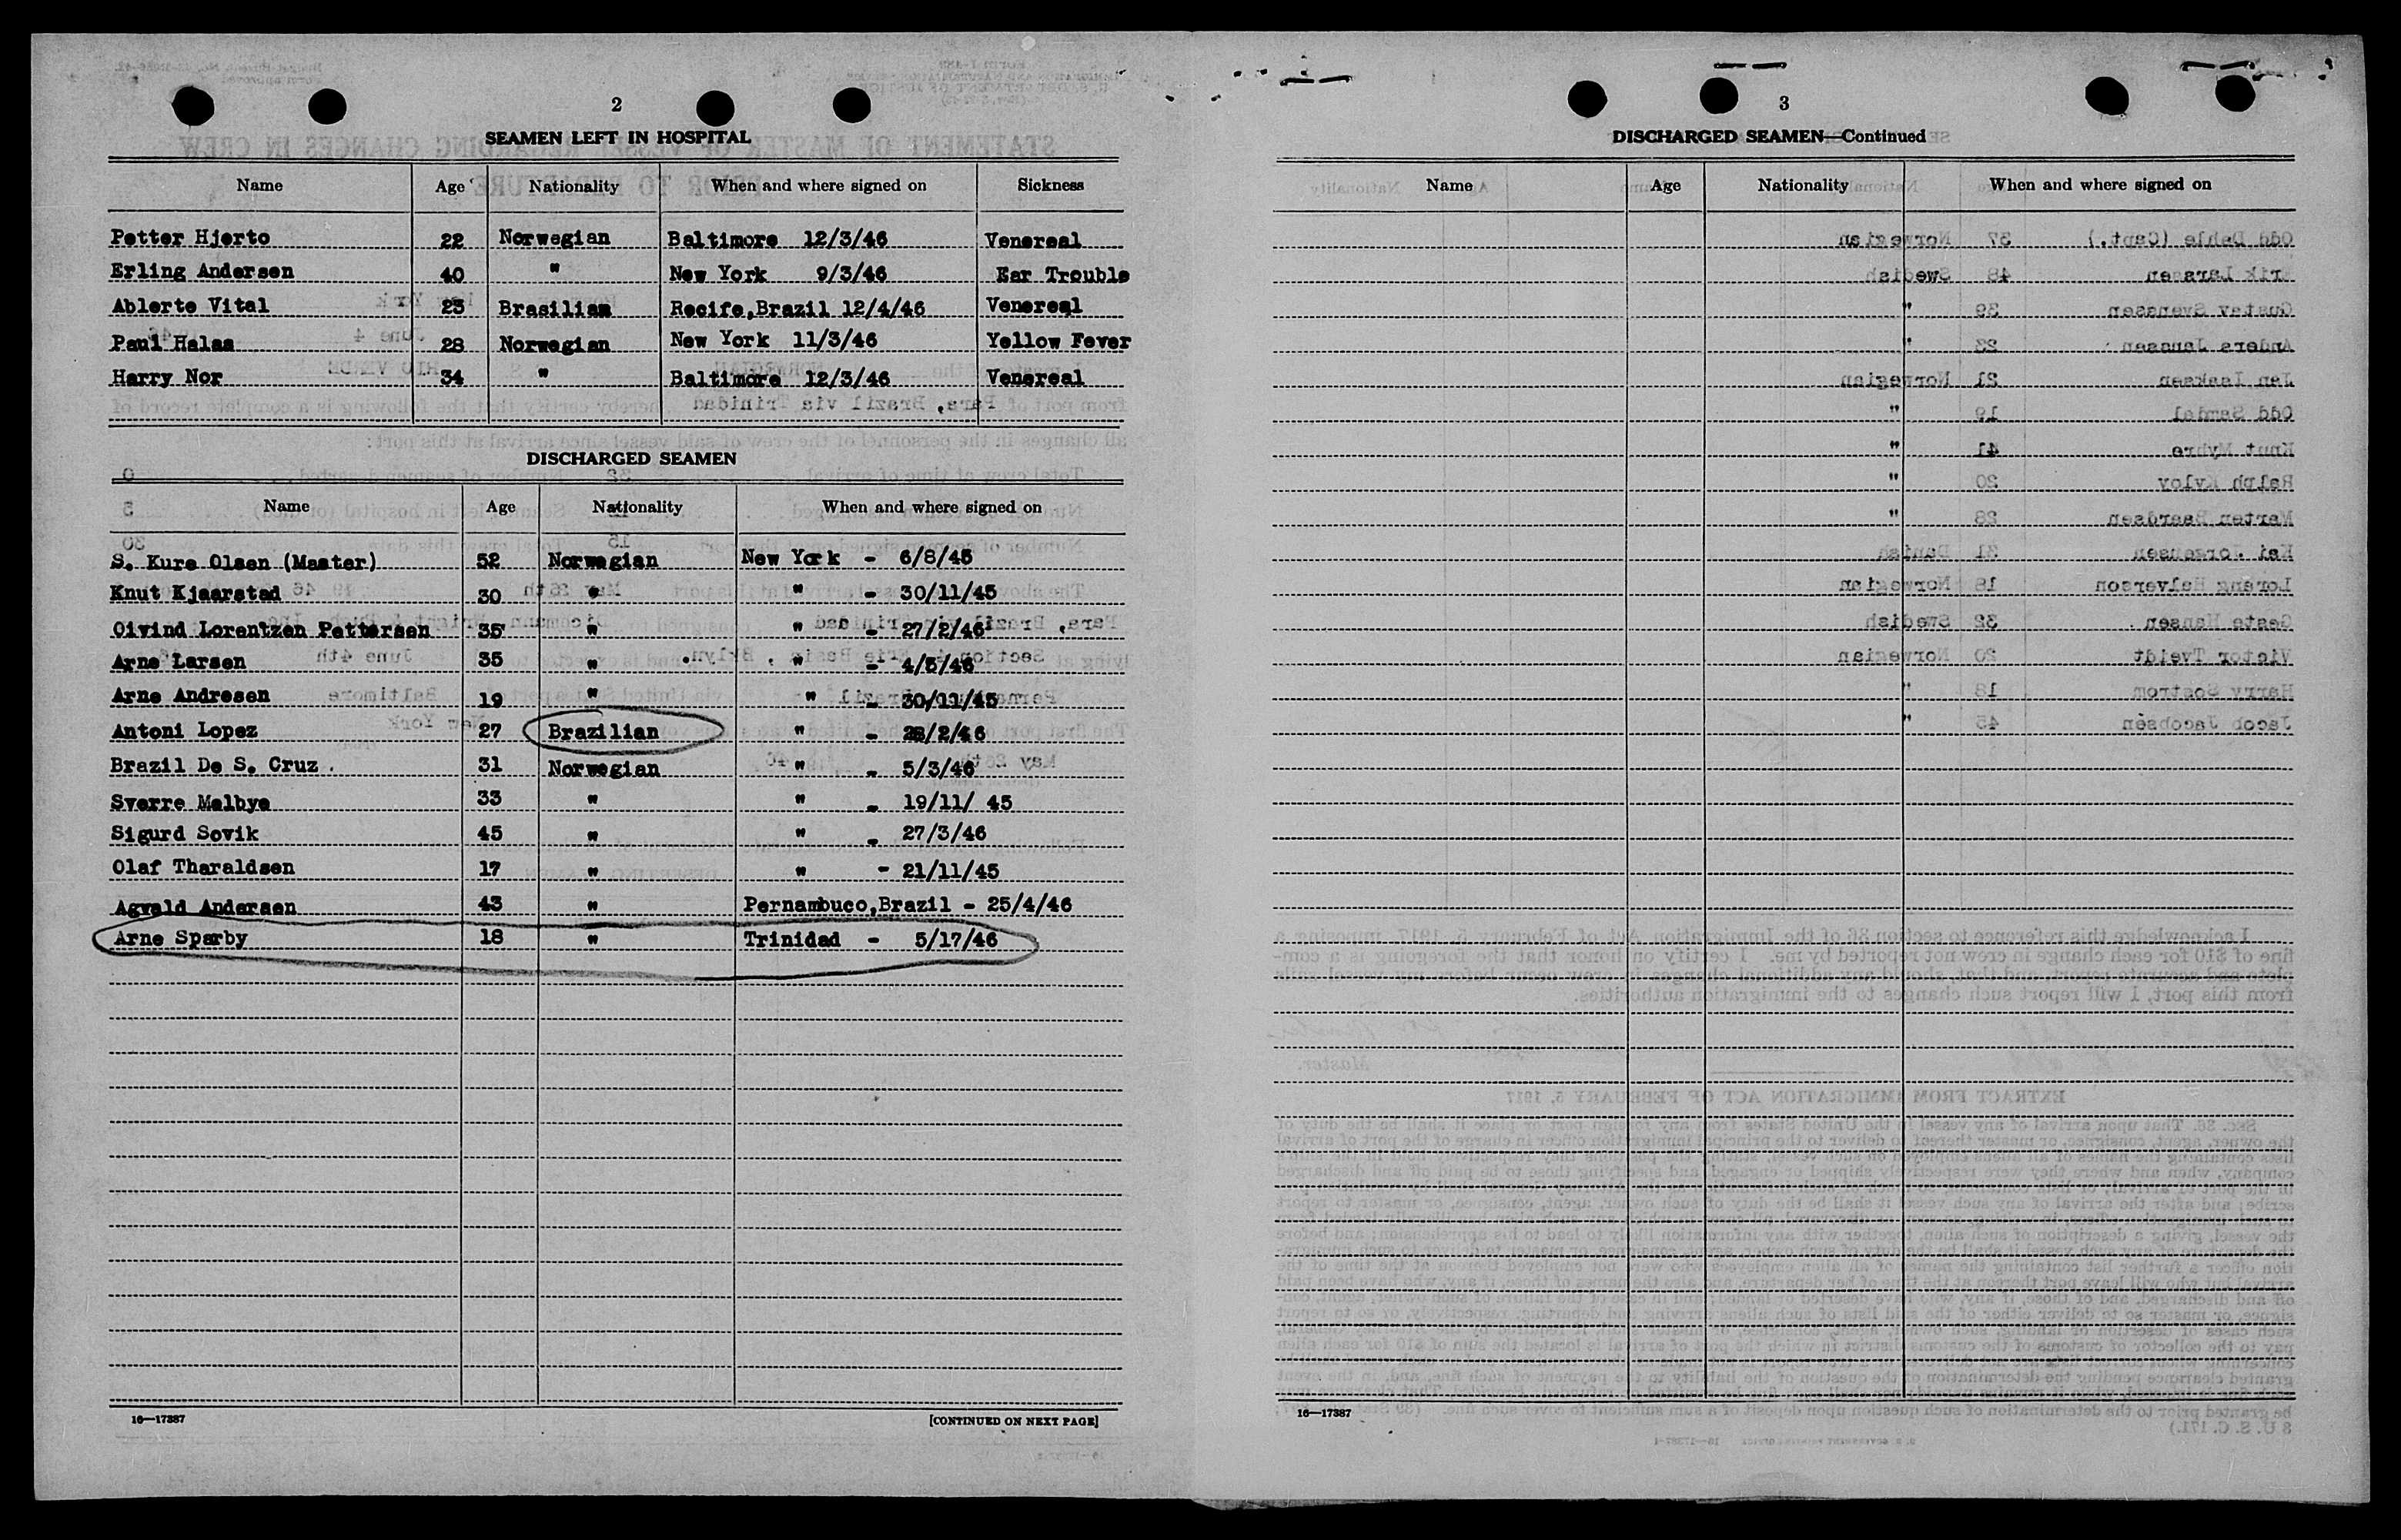 2
SEAMEN LEFT IN HOSPITAL
Name Age Nationality When and where signed on Sickness
Petter Hjerto 22 Norwegian Baltimore 12/3/46 Venereal
Erling Andersen 40 " New York 9/3/46 Ear Trouble
Ablerto Vital 23 Brasilian Recife,Brazil 12/4/46 Venereal
Paul Halaa 28 Norwegian New York 11/3/46 Yellow Fever
Harry Nor 34 " Baltimore 12/3/46 Venereal
DISCHARGED SEAMEN
Name Age Nationality When and where signed on
S. Kure Olsen (Master) 52 Norwegian New York - 6/8/45
Knut Kjaarstad 30 " " - 30/11/45
Oivind Lorentzen Pettersen 35 " " - 27/2/46
Arne Larsen 35 " " - 4/5/46
Arne Andresen 19 " " - 30/11/45
Antoni Lopez 27 Brazilian " - 28/2/46
Brazil De S. Cruz . 31 Norwegian " - 5/3/46
Sverre Melbye 33 " " - 19/11/ 45
Sigurd Sovik 45 " " - 27/3/46
Olaf Tharaldsen 17 " " - 21/11/45
Agvald Andersen 43 " Pernambuco,Brazil - 25/4/46
Arne Sparby 18 " Trinidad - 5/17/46
16—17387 [CONTINUED ON NEXT PAGE]
3
DISCHARGED SEAMEN—Continued
Name Age Nationality When and where signed on
16—17387